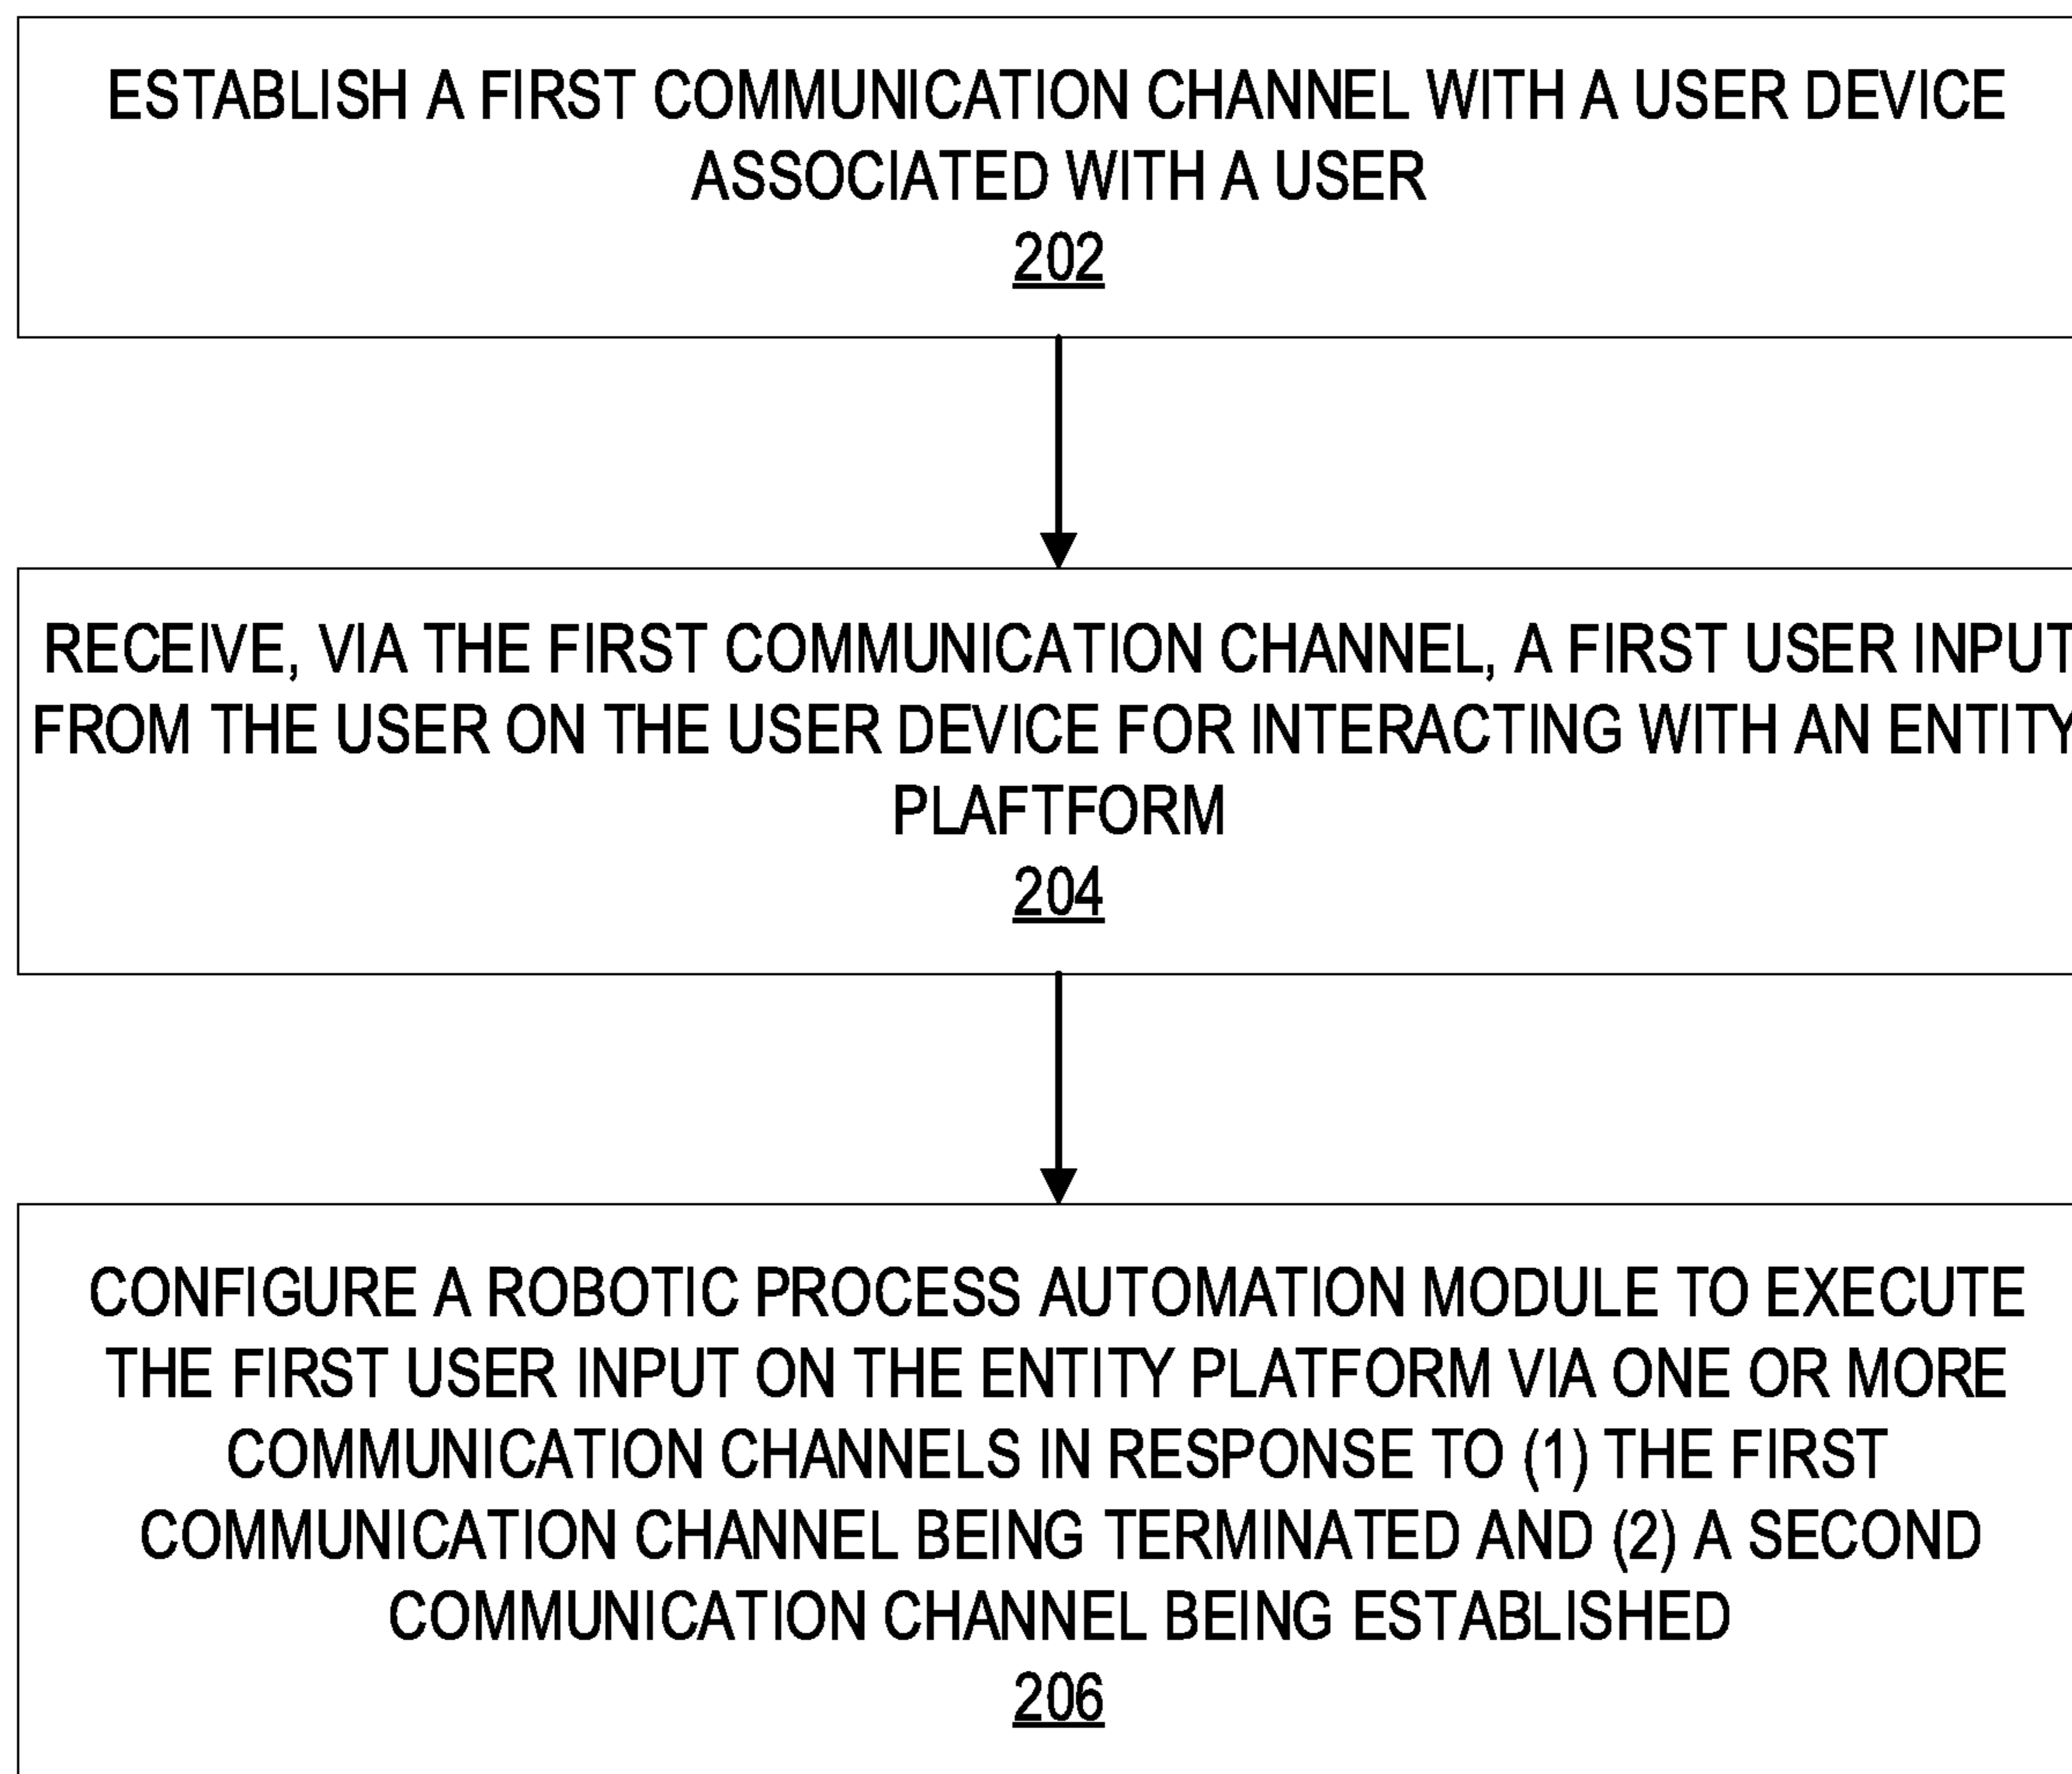 ESTABLISH A FIRST COMMUNICATION CHANNEL WITH A USER DEVICE
ASSOCIATED WITH A USER
202
RECEIVE, VIA THE FIRST COMMUNICATION CHANNEL, A FIRST USER INPUT
FROM THE USER ON THE USER DEVICE FOR INTERACTING WITH AN ENTITY
PLAFTFORM
204
CONFIGURE A ROBOTIC PROCESS AUTOMATION MODULE TO EXECUTE
THE FIRST USER INPUT ON THE ENTITY PLATFORM VIA ONE OR MORE
COMMUNICATION CHANNELS IN RESPONSE TO (1) THE FIRST
COMMUNICATION CHANNEL BEING TERMINATED AND (2) A SECOND
COMMUNICATION CHANNEL BEING ESTABLISHED
206